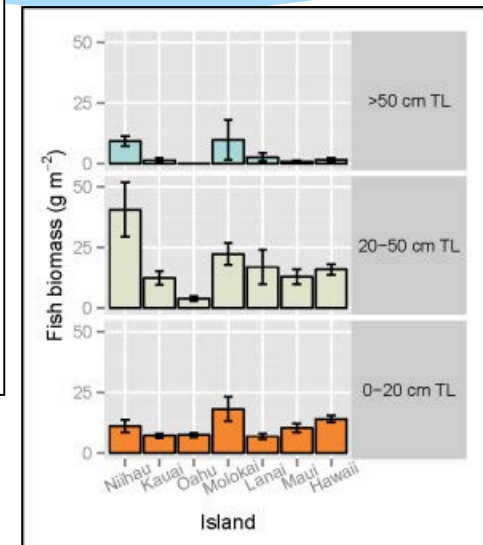 50
25
0
>50 cm TL
50
25
0
20−50 cm TL
50
25
0
0−20 cm TL
Fish biomass (g m⁻²)
Niihau
Kauai
Oahu
Molokai
Lanai
Maui
Hawaii
Island